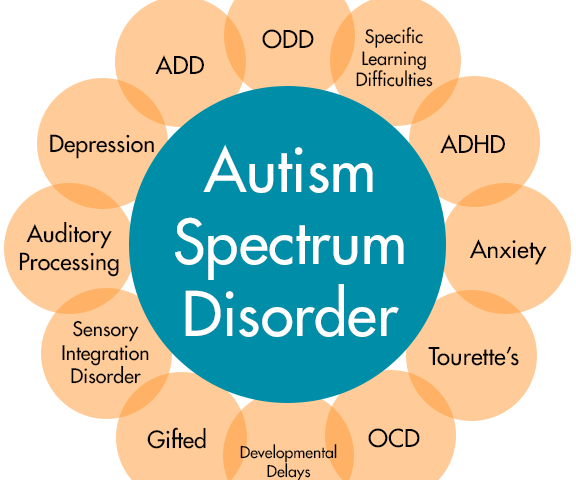 ODD
Specific
Learning
Difficulties
ADD
ADHD
Depression
Autism
Spectrum
Disorder
Auditory
Processing
Anxiety
Sensory
Integration
Disorder
Tourette's
Gifted
OCD
Developmental
Delays